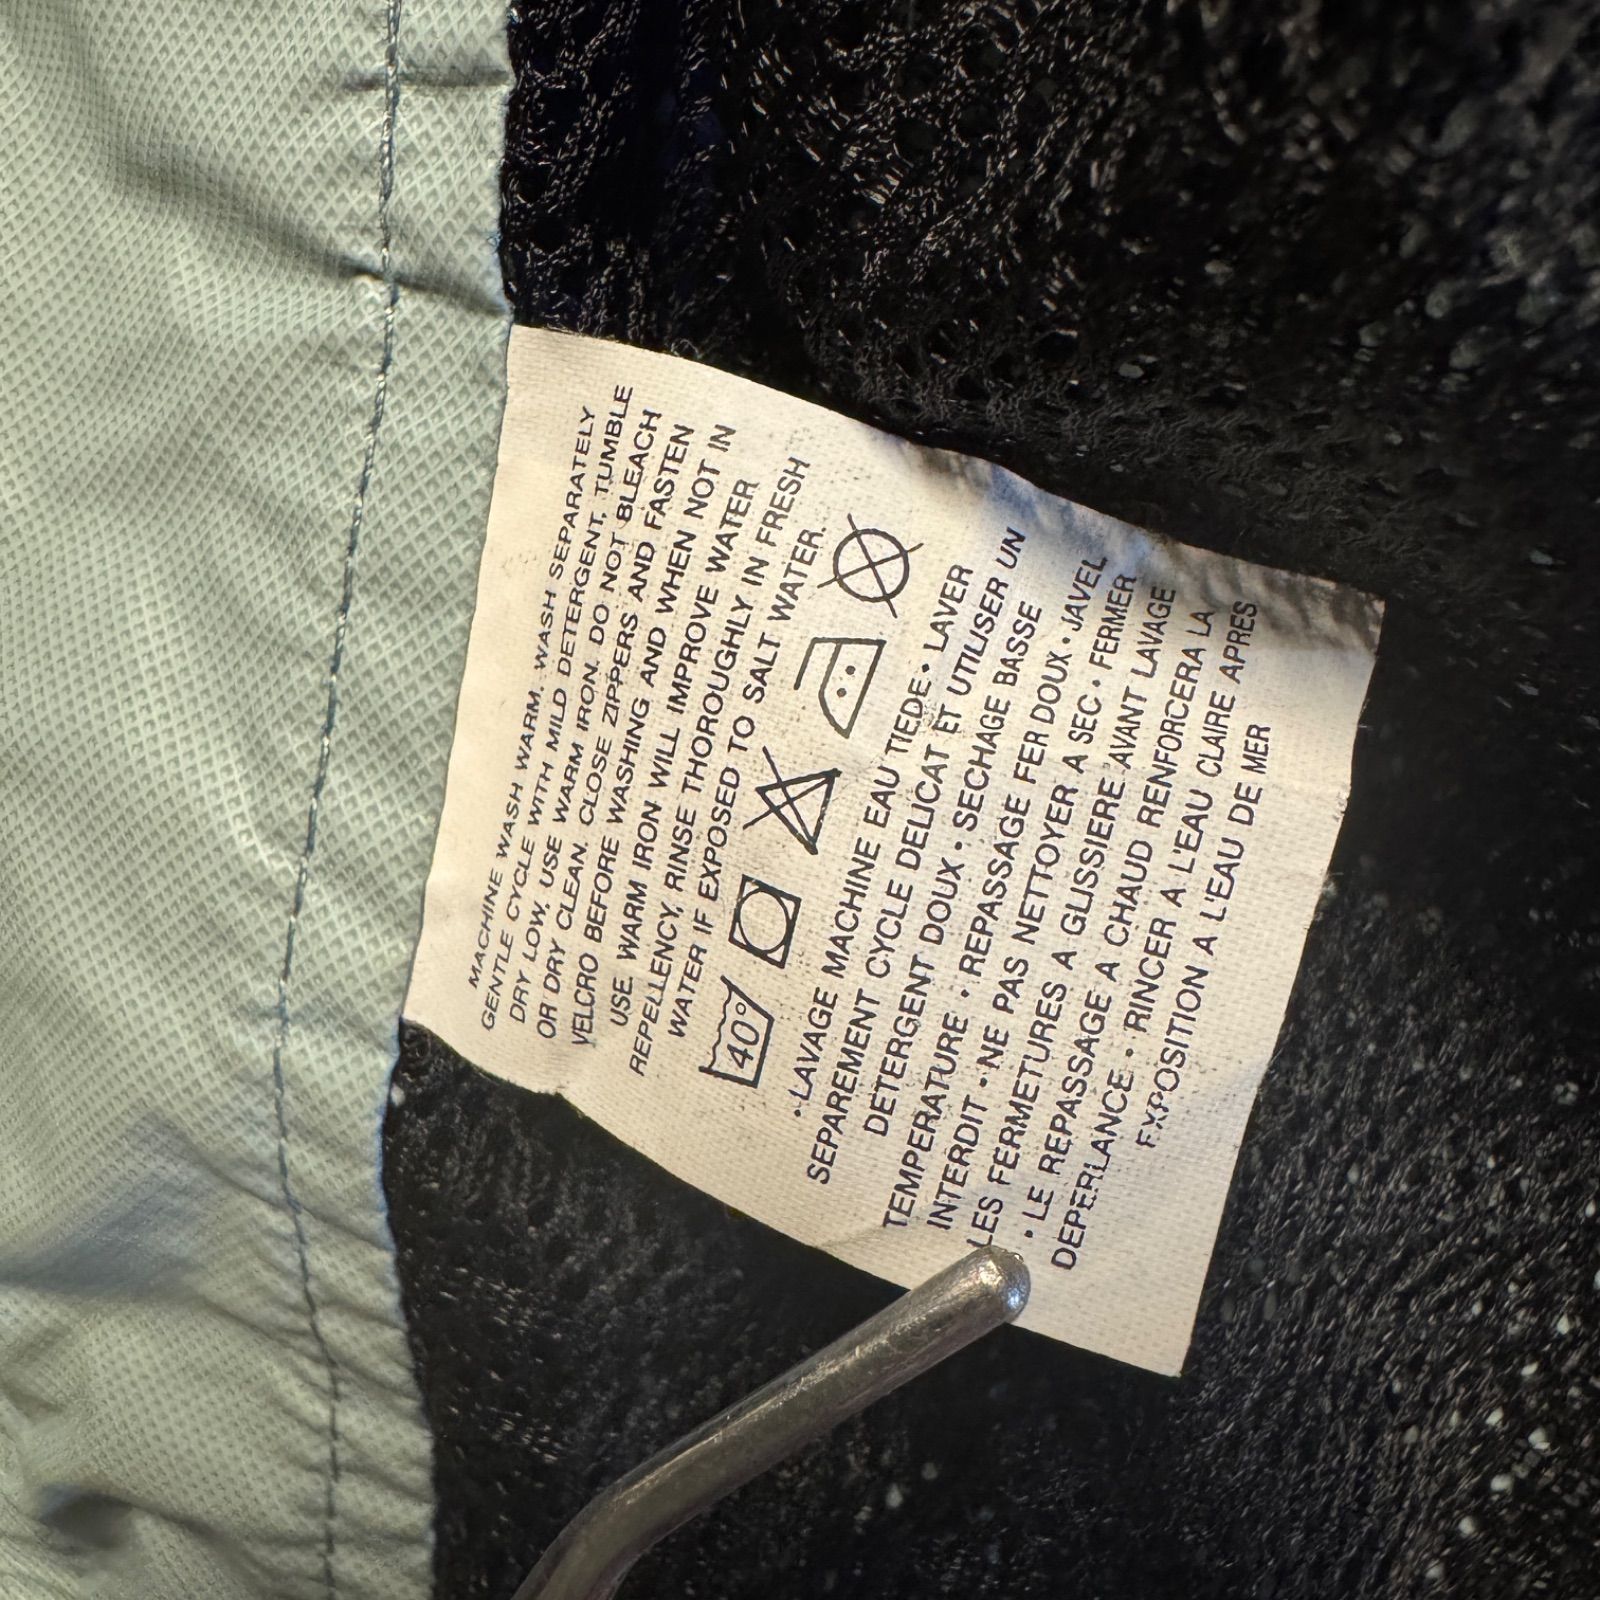 MACHINE WASH WARM. WASH SEPARATELY
GENTLE CYCLE WITH MILD DETERGENT, TUMBLE
DRY LOW, USE WARM IRON. DO NOT BLEACH
OR DRY CLEAN. CLOSE ZIPPERS AND FASTEN
VELCRO BEFORE WASHING AND WHEN NOT IN
USE. WARM IRON WILL IMPROVE WATER
REPELLENCY, RINSE THOROUGHLY IN FRESH
WATER IF EXPOSED TO SALT WATER.
40°
• LAVAGE MACHINE EAU TIEDE • LAVER
SEPAREMENT CYCLE DELICAT ET UTILISER UN
DETERGENT DOUX • SECHAGE BASSE
TEMPERATURE • REPASSAGE FER DOUX • JAVEL
INTERDIT • NE PAS NETTOYER A SEC • FERMER
LES FERMETURES A GLISSIERE AVANT LAVAGE
• LE REPASSAGE A CHAUD RENFORCERA LA
DEPERLANCE • RINCER A L'EAU CLAIRE APRES
EXPOSITION A L'EAU DE MER